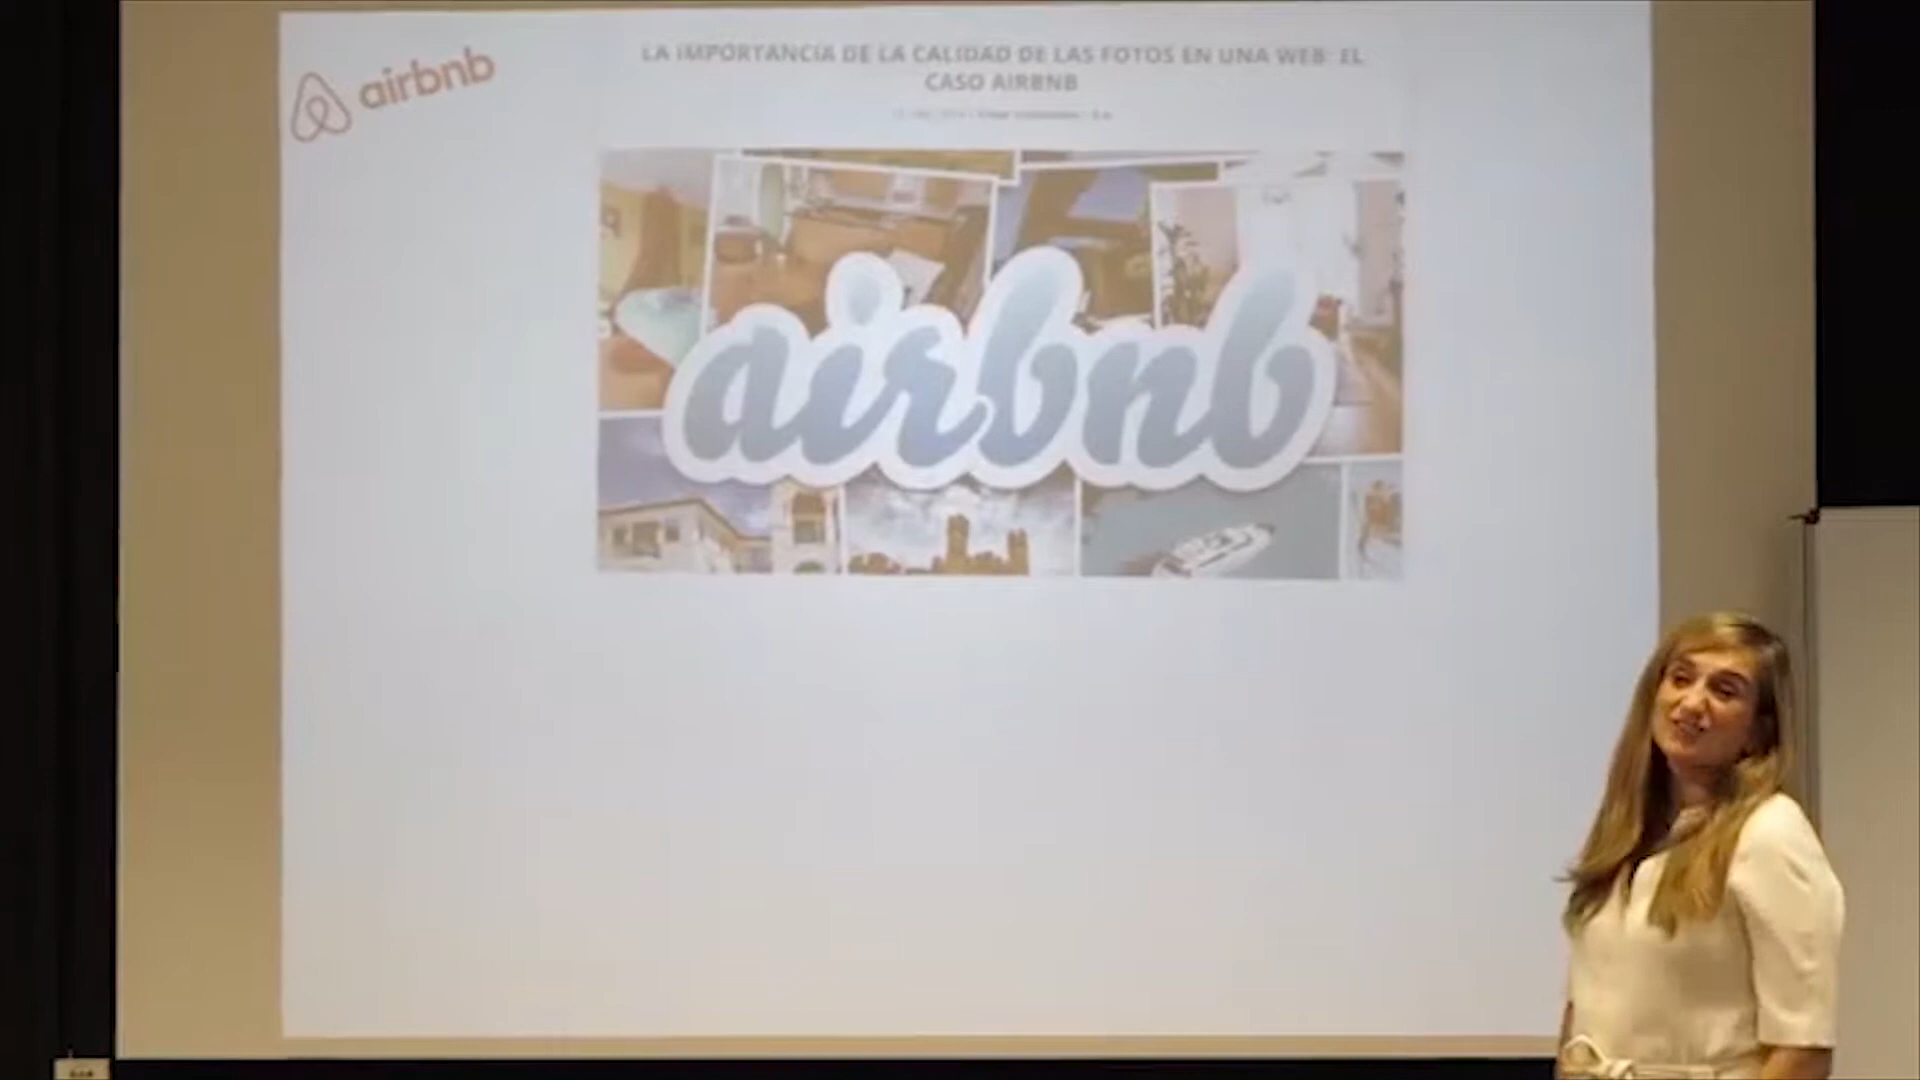 airbnb
LA IMPORTANCIA DE LA CALIDAD DE LAS FOTOS EN UNA WEB: EL
CASO AIRBNB
airbnb